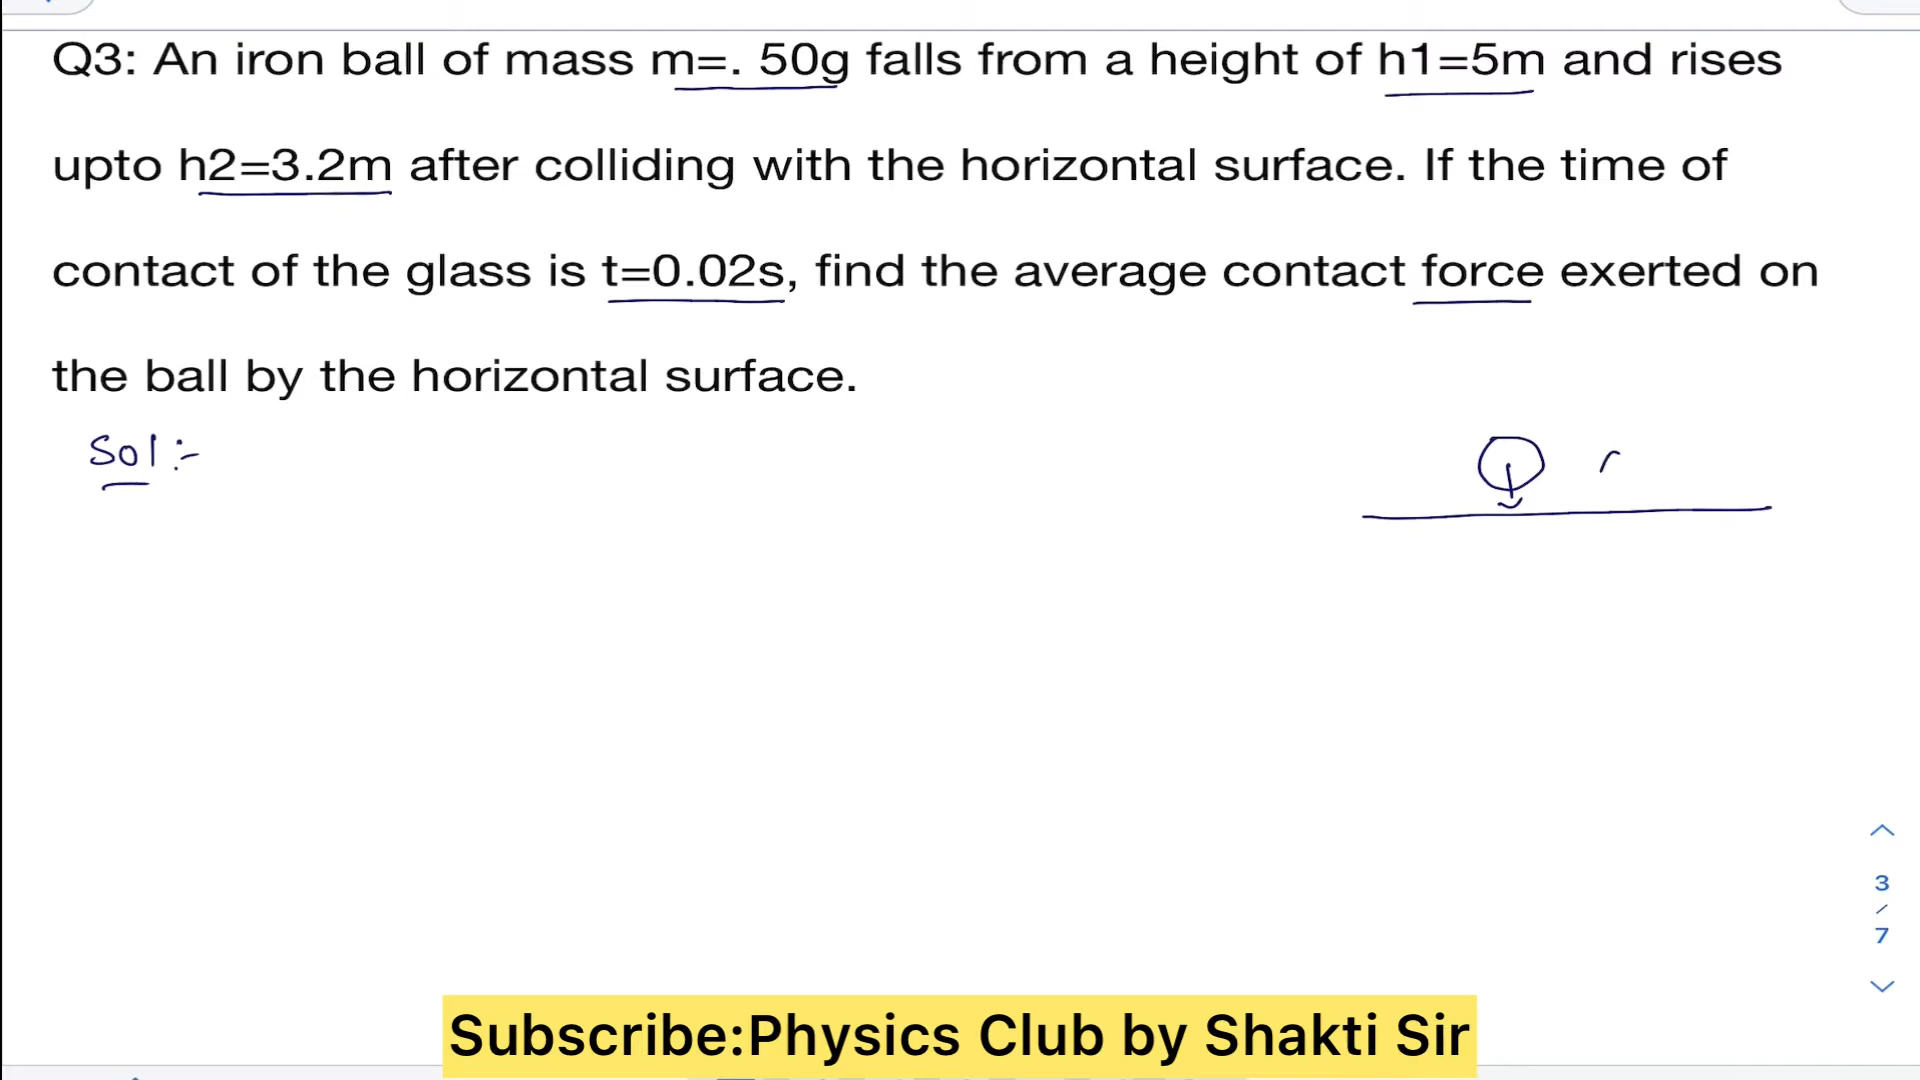 Q3: An iron ball of mass m=. 50g falls from a height of h1=5m and rises
upto h2=3.2m after colliding with the horizontal surface. If the time of
contact of the glass is t=0.02s, find the average contact force exerted on
the ball by the horizontal surface.
Sol :-
3
/
7
Subscribe:Physics Club by Shakti Sir